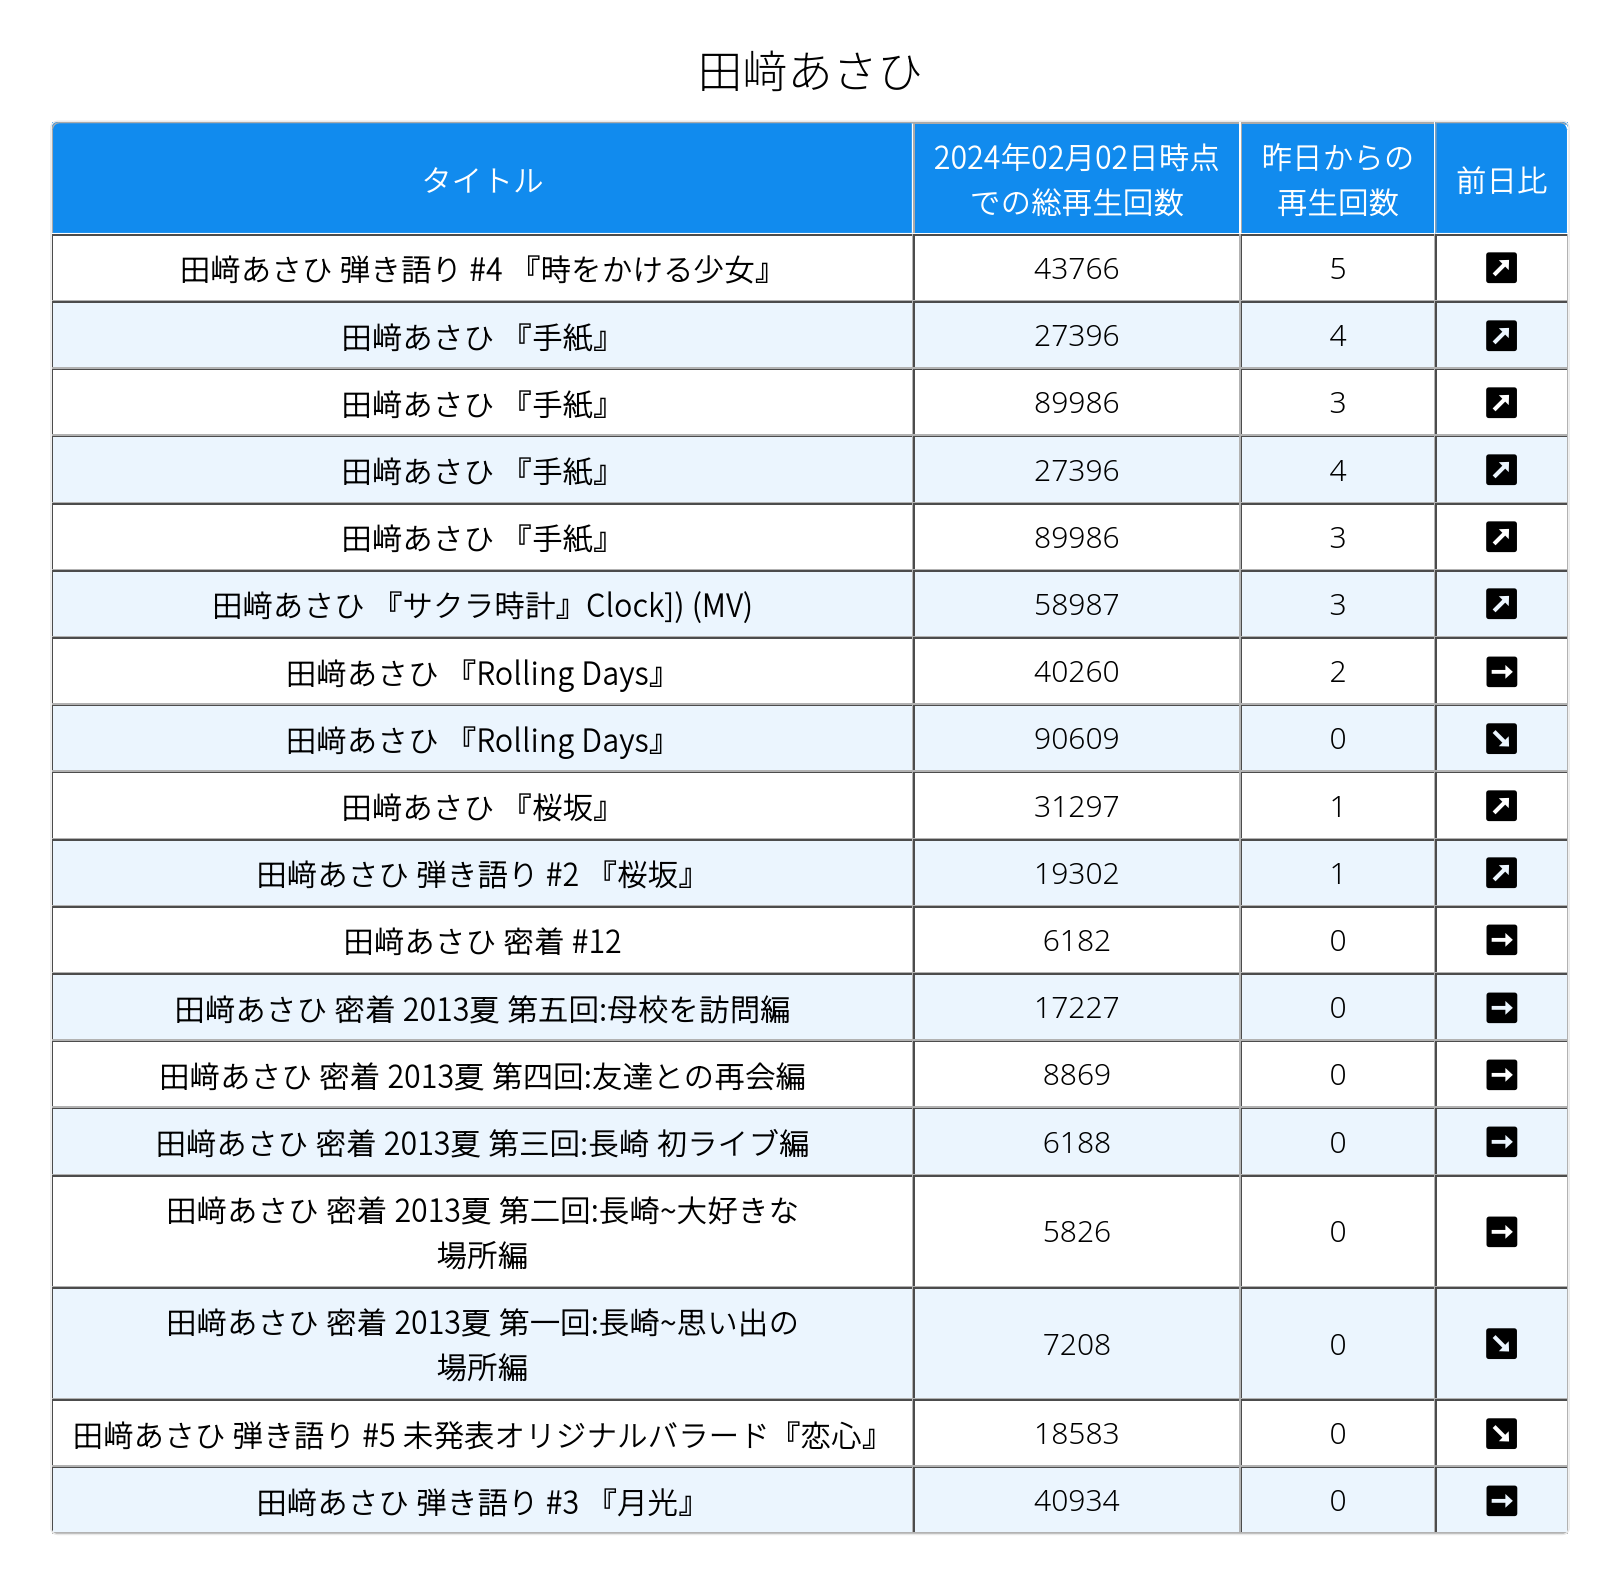 田﨑あさひ
タイトル
2024年02月02日時点
での総再生回数
昨日からの
再生回数
前日比
田﨑あさひ 弾き語り #4 『時をかける少女』 43766 5
田﨑あさひ 『手紙』 27396 4
田﨑あさひ 『手紙』 89986 3
田﨑あさひ 『手紙』 27396 4
田﨑あさひ 『手紙』 89986 3
田﨑あさひ 『サクラ時計』Clock]) (MV) 58987 3
田﨑あさひ 『Rolling Days』 40260 2
田﨑あさひ 『Rolling Days』 90609 0
田﨑あさひ 『桜坂』 31297 1
田﨑あさひ 弾き語り #2 『桜坂』 19302 1
田﨑あさひ 密着 #12 6182 0
田﨑あさひ 密着 2013夏 第五回:母校を訪問編 17227 0
田﨑あさひ 密着 2013夏 第四回:友達との再会編 8869 0
田﨑あさひ 密着 2013夏 第三回:長崎 初ライブ編 6188 0
田﨑あさひ 密着 2013夏 第二回:長崎~大好きな
場所編 5826 0
田﨑あさひ 密着 2013夏 第一回:長崎~思い出の
場所編 7208 0
田﨑あさひ 弾き語り #5 未発表オリジナルバラード『恋心』 18583 0
田﨑あさひ 弾き語り #3 『月光』 40934 0